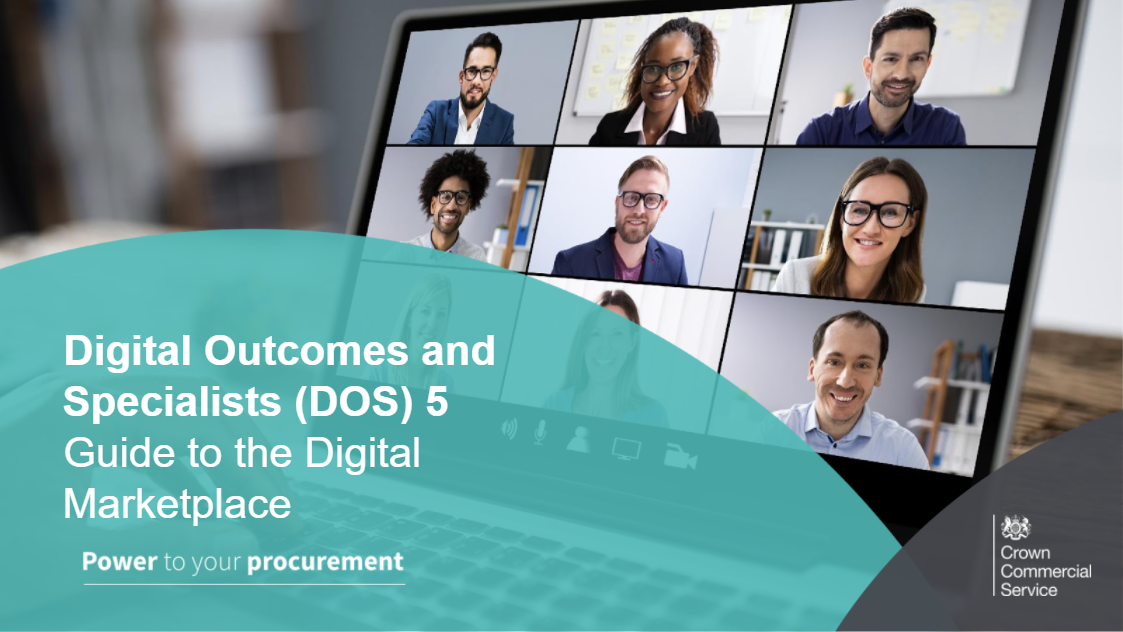 Digital Outcomes and
Specialists (DOS) 5
Guide to the Digital
Marketplace
Power to your procurement
Crown
Commercial
Service